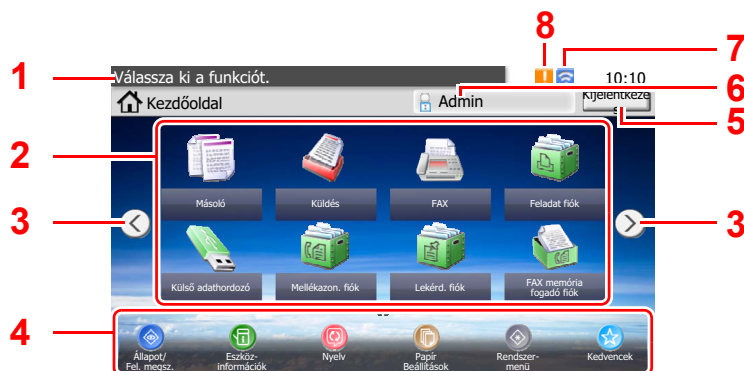 8
7
1
Válassza ki a funkciót.
10:10
6
Kezdőoldal
Admin
Kijelentkezé
s
5
2
Másoló
Küldés
FAX
Feladat fiók
3
3
Külső adathordozó
Mellékazon. fiók
Lekérd. fiók
FAX memória
fogadó fiók
4
Állapot/
Fel. megsz.
Eszköz-
információk
Nyelv
Papír
Beállítások
Rendszer-
menü
Kedvencek